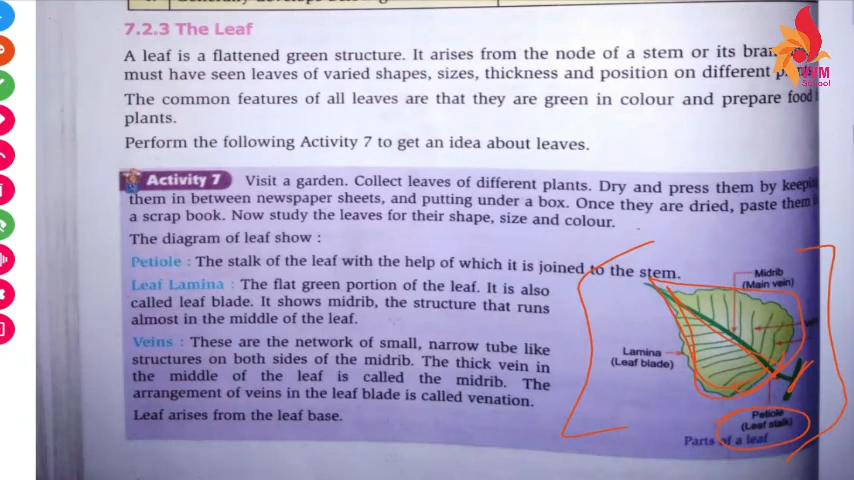 7.2.3 The Leaf
A leaf is a flattened green structure. It arises from the node of a stem or its
must have seen leaves of varied shapes, sizes, thickness and position on different
The common features of all leaves are that they are green in colour and prepare food
plants.
Perform the following Activity 7 to get an idea about leaves.
Activity 7 Visit a garden. Collect leaves of different plants. Dry and press them by
them in between newspaper sheets, and putting under a box. Once they are dried, paste them
a scrap book. Now study the leaves for their shape, size and colour.
The diagram of leaf show :
Petiole : The stalk of the leaf with the help of which it is joined to the stem.
Leaf Lamina : The flat green portion of the leaf. It is also
called leaf blade. It shows midrib, the structure that runs
almost in the middle of the leaf.
Veins : These are the network of small, narrow tube like
structures on both sides of the midrib. The thick vein in
the middle of the leaf is called the midrib. The
arrangement of veins in the leaf blade is called venation.
Leaf arises from the leaf base.
Midrib
(Main vein)
Lamina
(Leaf blade)
Petiole
(Leaf stalk)
Parts of a leaf
VVM
School